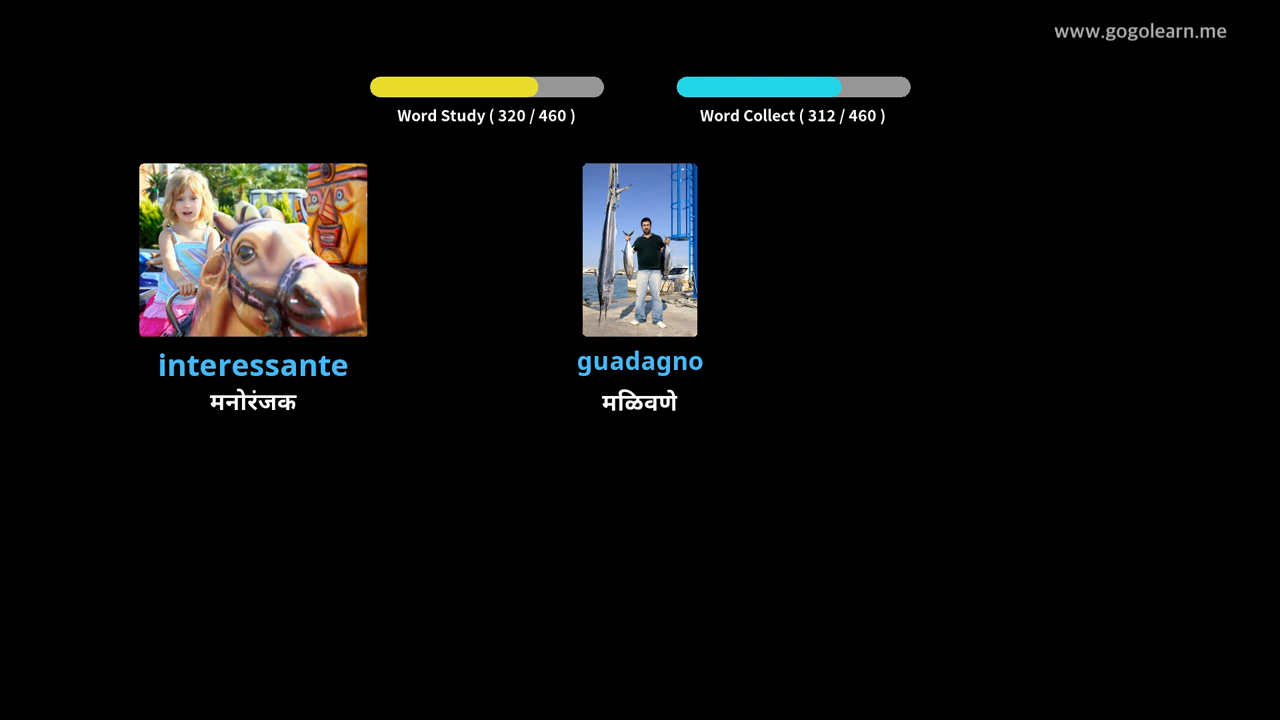 www.gogolearn.me
Word Study ( 320 / 460 )
Word Collect ( 312 / 460 )
interessante
मनोरंजक
guadagno
मळिवणे